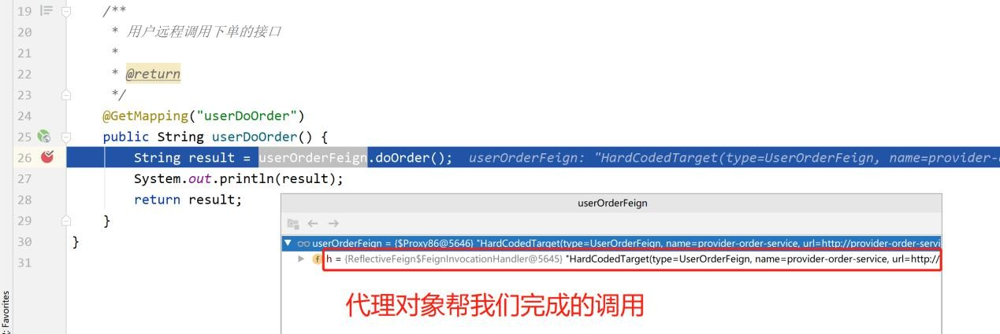 19 /**
20 * 用户远程调用下单的接口
21 *
22 * @return
23 */
24 @GetMapping("userDoOrder")
25 public String userDoOrder() {
26 String result = userOrderFeign.doOrder(); userOrderFeign: "HardCodedTarget(type=UserOrderFeign, name=provider-
27 System.out.println(result);
28 return result;
29 }
30 }
31
userOrderFeign
userOrderFeign = {$Proxy86@5646} "HardCodedTarget(type=UserOrderFeign, name=provider-order-service, url=http://provider-order-servi
f h = {ReflectiveFeign$FeignInvocationHandler@5645} "HardCodedTarget(type=UserOrderFeign, name=provider-order-service, url=http://
代理对象帮我们完成的调用
Favorites